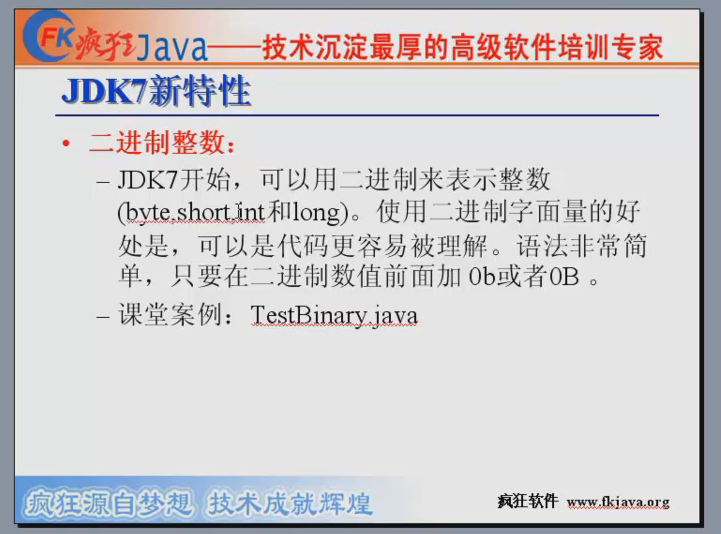 FK疯狂Java——技术沉淀最厚的高级软件培训专家
JDK7新特性
• 二进制整数：
– JDK7开始，可以用二进制来表示整数
(byte,short,int和long)。使用二进制字面量的好
处是，可以是代码更容易被理解。语法非常简
单，只要在二进制数值前面加 0b或者0B 。
– 课堂案例：TestBinary.java
疯狂源自梦想 技术成就辉煌
疯狂软件 www.fkjava.org